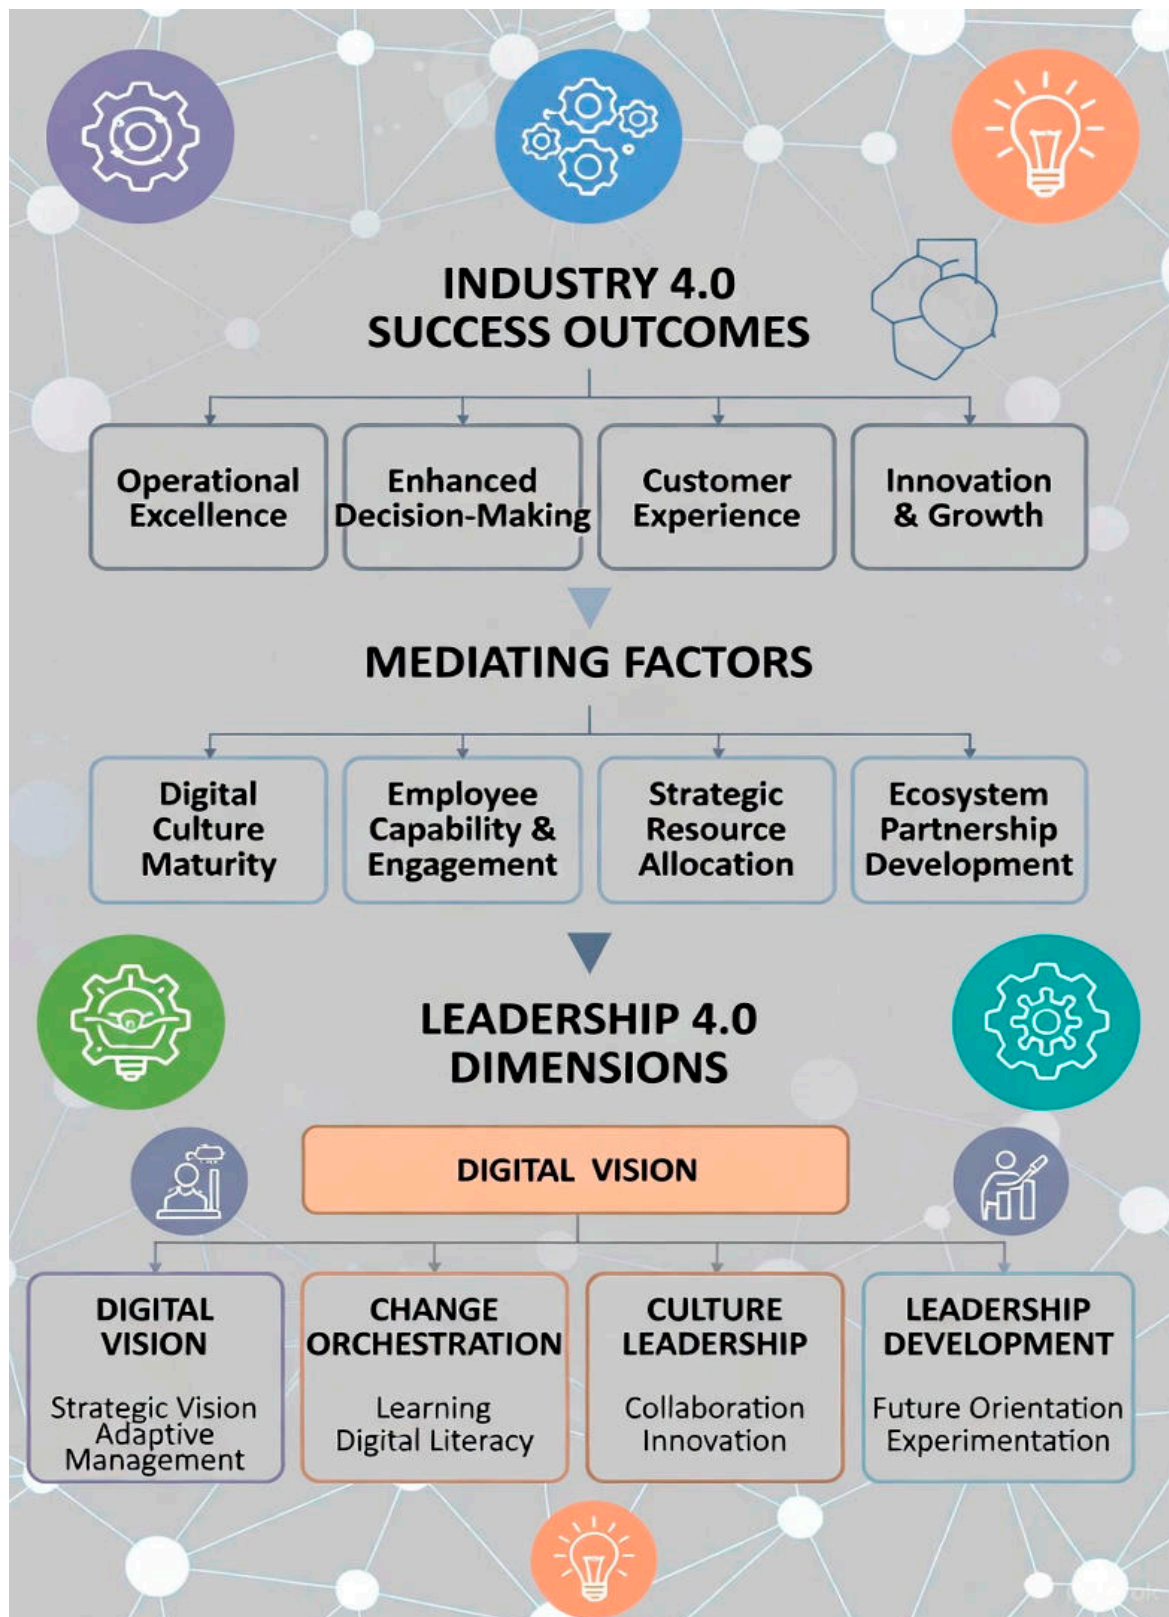 INDUSTRY 4.0
SUCCESS OUTCOMES
Operational
Excellence
Enhanced
Decision-Making
Customer
Experience
Innovation
& Growth
MEDIATING FACTORS
Digital
Culture
Maturity
Employee
Capability &
Engagement
Strategic
Resource
Allocation
Ecosystem
Partnership
Development
LEADERSHIP 4.0
DIMENSIONS
DIGITAL VISION
DIGITAL
VISION
Strategic Vision
Adaptive
Management
CHANGE
ORCHESTRATION
Learning
Digital Literacy
CULTURE
LEADERSHIP
Collaboration
Innovation
LEADERSHIP
DEVELOPMENT
Future Orientation
Experimentation